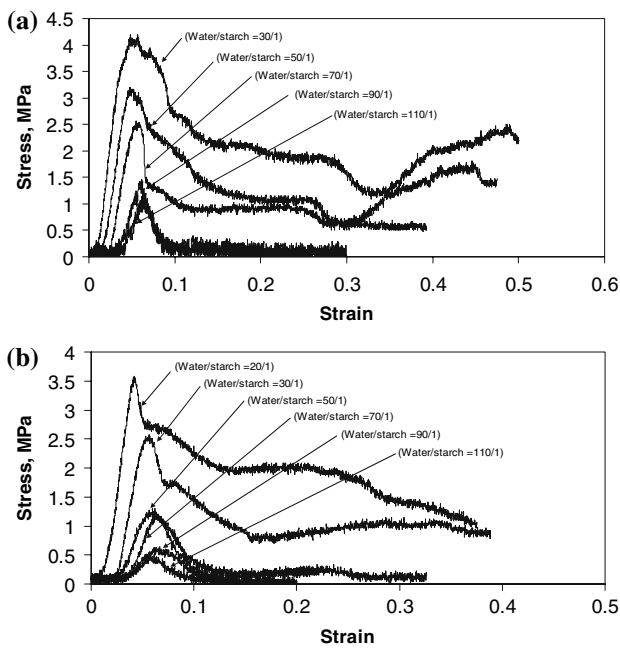 (a)
4.5
4
3.5
3
2.5
2
1.5
1
0.5
0
Stress, MPa
(Water/starch =30/1)
(Water/starch =50/1)
(Water/starch =70/1)
(Water/starch =90/1)
(Water/starch =110/1)
0 0.1 0.2 0.3 0.4 0.5 0.6
Strain
(b)
4
3.5
3
2.5
2
1.5
1
0.5
0
Stress, MPa
(Water/starch =20/1)
(Water/starch =30/1)
(Water/starch =50/1)
(Water/starch =70/1)
(Water/starch =90/1)
(Water/starch =110/1)
0 0.1 0.2 0.3 0.4 0.5
Strain